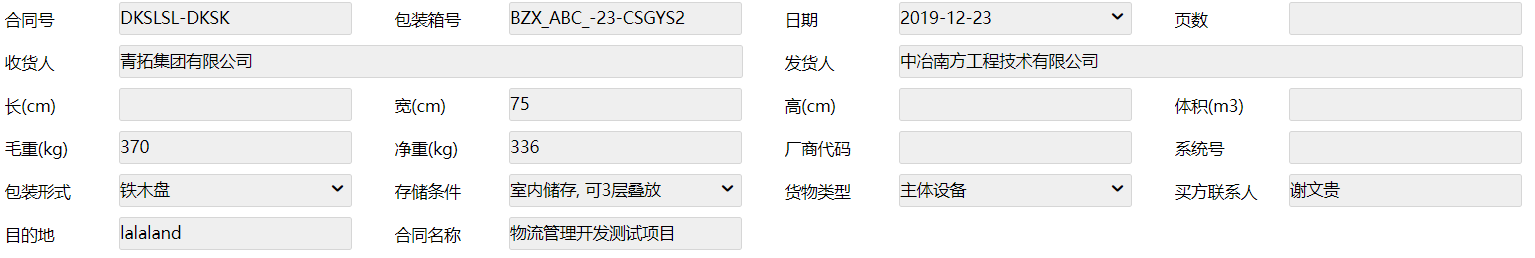 合同号 DKSLSL-DKSK 包装箱号 BZX_ABC_-23-CSGYS2 日期 2019-12-23 页数
收货人 青拓集团有限公司 发货人 中冶南方工程技术有限公司
长(cm) 宽(cm) 75 高(cm) 体积(m3)
毛重(kg) 370 净重(kg) 336 厂商代码 系统号
包装形式 铁木盘 存储条件 室内储存, 可3层叠放 货物类型 主体设备 买方联系人 谢文贵
目的地 lalaland 合同名称 物流管理开发测试项目